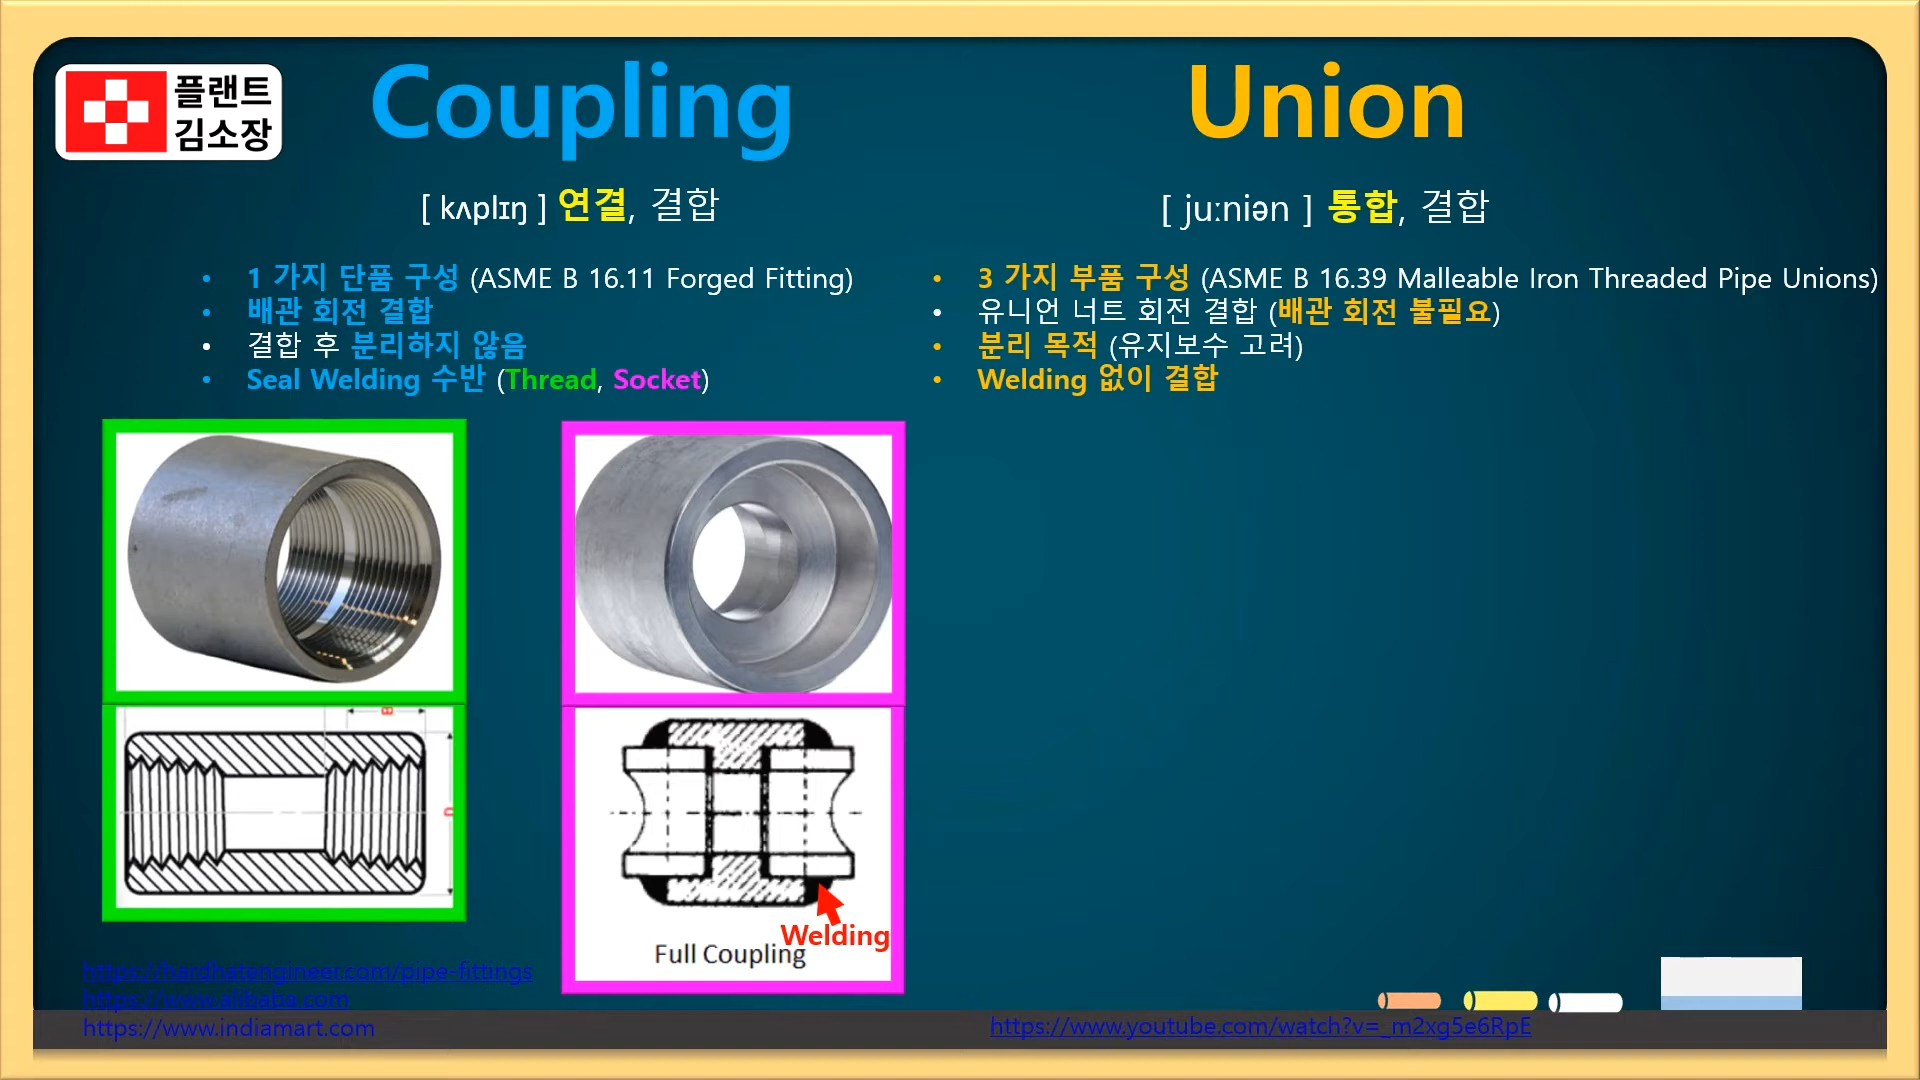 플랜트
김소장
Coupling
[ kʌplɪŋ ] 연결, 결합
• 1 가지 단품 구성 (ASME B 16.11 Forged Fitting)
• 배관 회전 결합
• 결합 후 분리하지 않음
• Seal Welding 수반 (Thread, Socket)
B
D
Welding
Full Coupling
https://hardhatengineer.com/pipe-fittings
https://www.alibaba.com
https://www.indiamart.com
Union
[ juːniən ] 통합, 결합
• 3 가지 부품 구성 (ASME B 16.39 Malleable Iron Threaded Pipe Unions)
• 유니언 너트 회전 결합 (배관 회전 불필요)
• 분리 목적 (유지보수 고려)
• Welding 없이 결합
https://www.youtube.com/watch?v=_m2xg5e6RpE